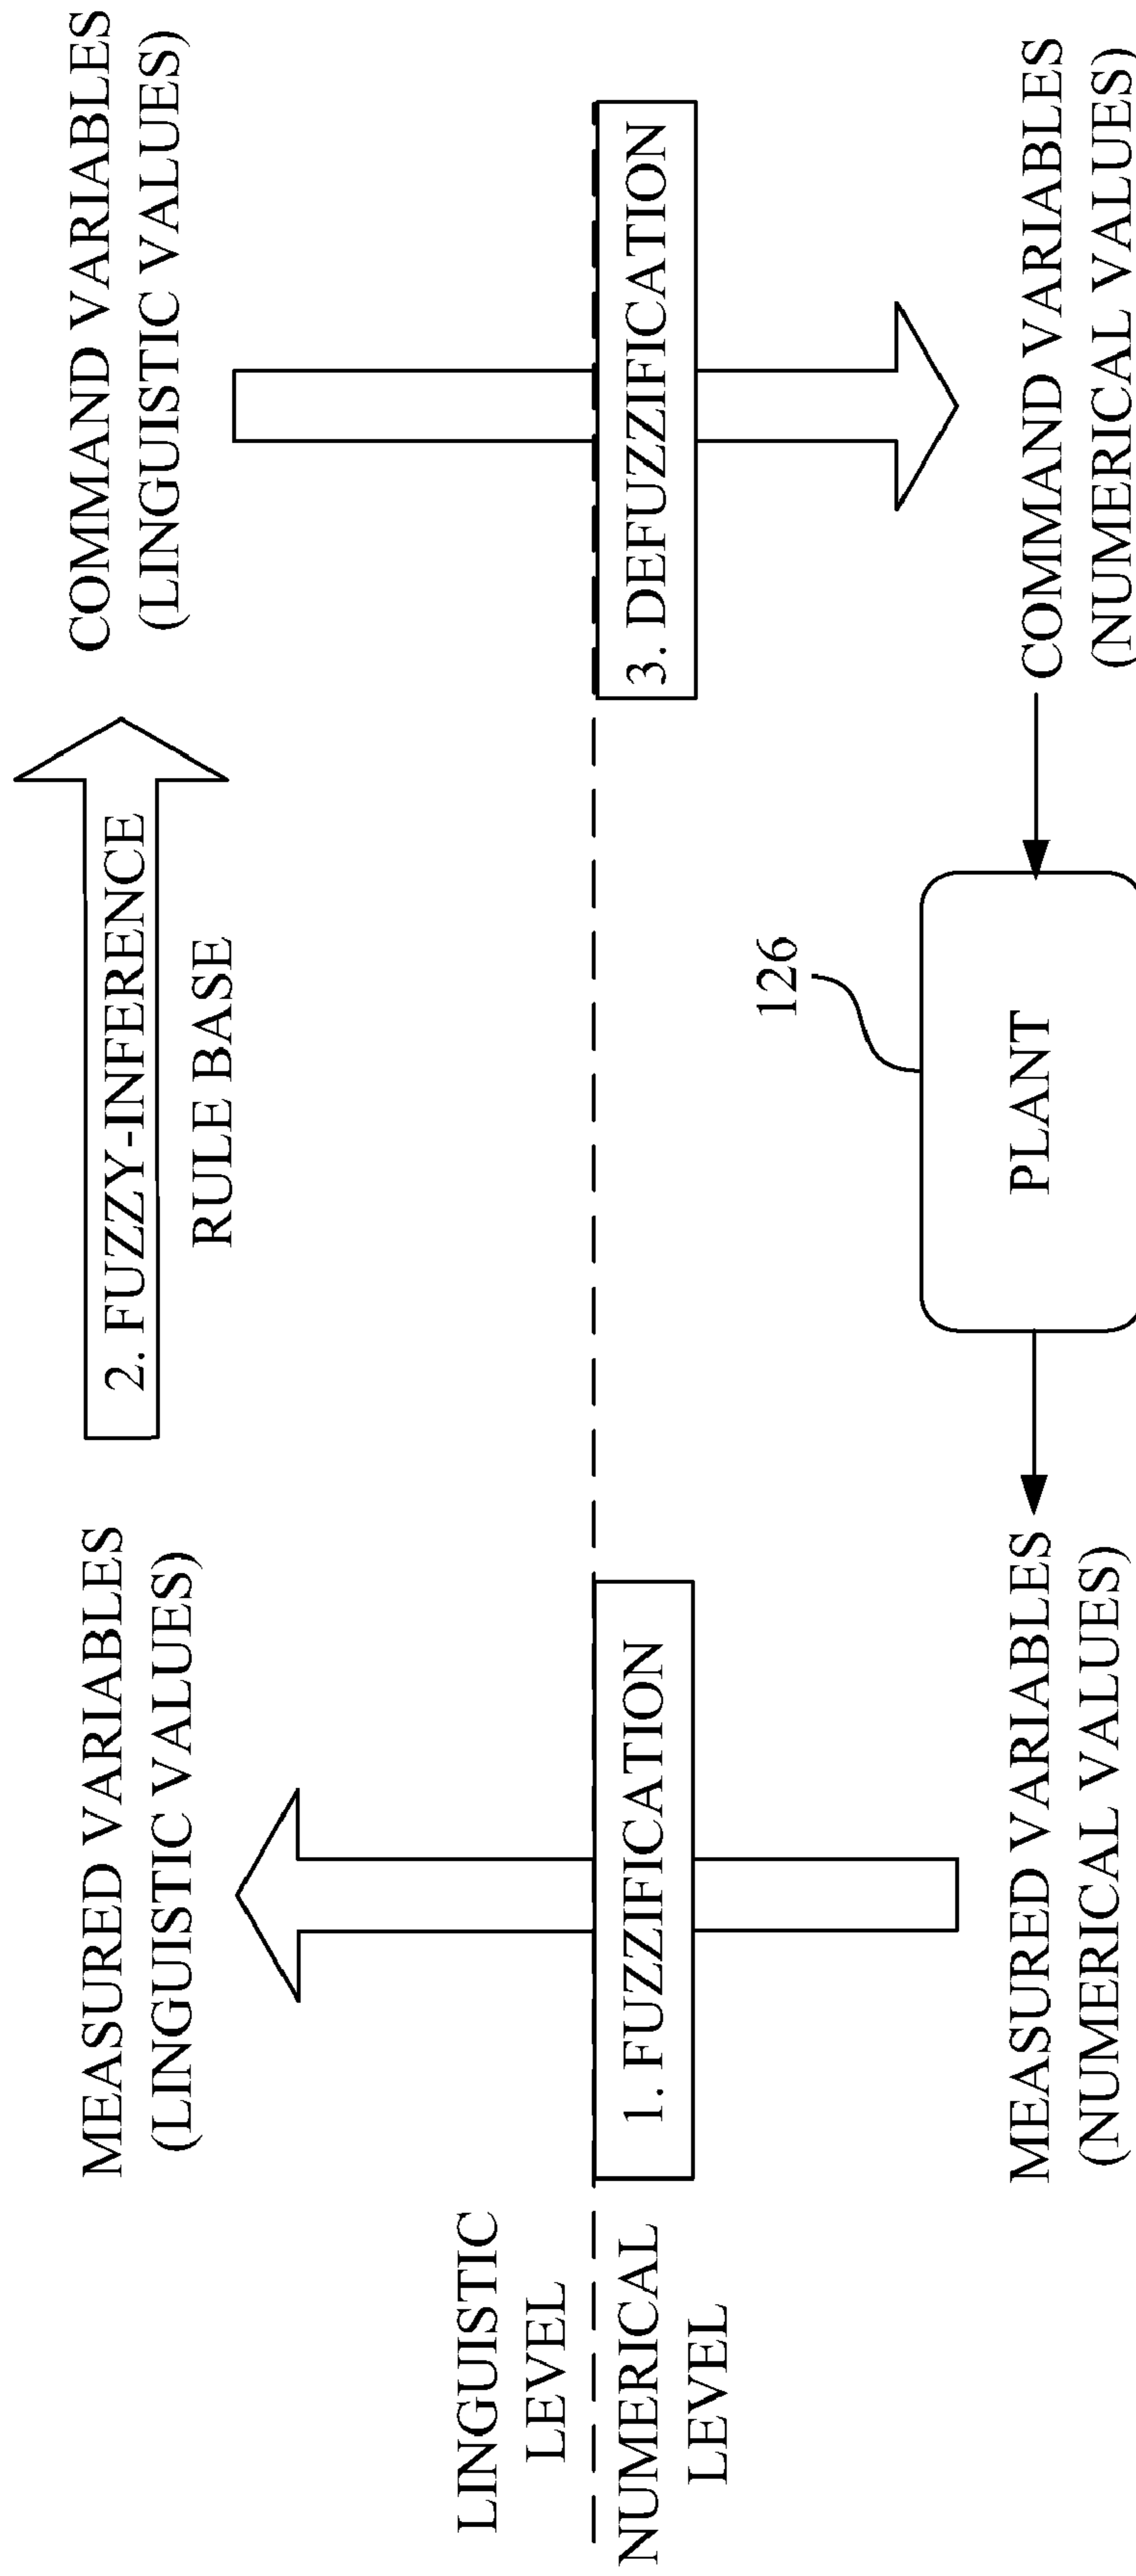 MEASURED VARIABLES
(LINGUISTIC VALUES)
2. FUZZY-INFERENCE
RULE BASE
COMMAND VARIABLES
(LINGUISTIC VALUES)
LINGUISTIC
LEVEL
NUMERICAL
LEVEL
1. FUZZIFICATION
3. DEFUZZIFICATION
MEASURED VARIABLES
(NUMERICAL VALUES)
126
PLANT
COMMAND VARIABLES
(NUMERICAL VALUES)